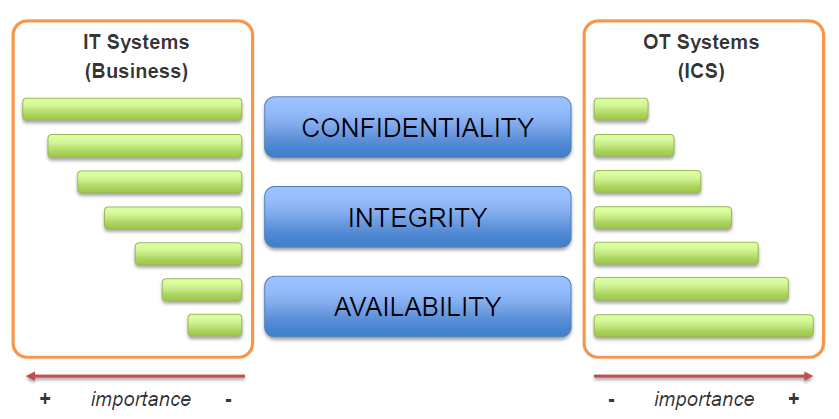 IT Systems
(Business)
OT Systems
(ICS)
CONFIDENTIALITY
INTEGRITY
AVAILABILITY
+ importance -
- importance +